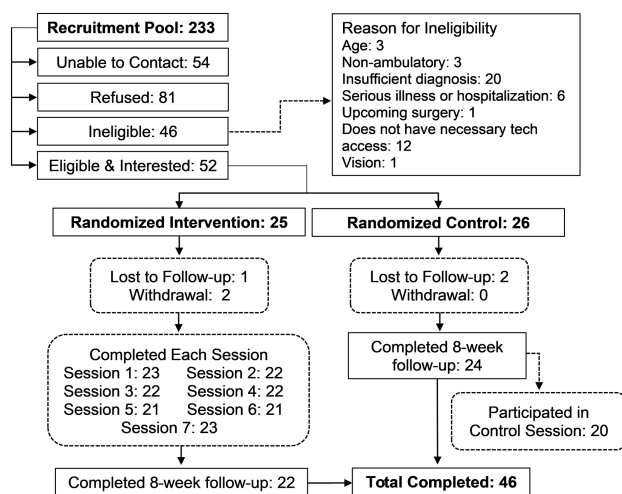 Recruitment Pool: 233
Unable to Contact: 54
Refused: 81
Ineligible: 46
Eligible & Interested: 52
Reason for Ineligibility
Age: 3
Non-ambulatory: 3
Insufficient diagnosis: 20
Serious illness or hospitalization: 6
Upcoming surgery: 1
Does not have necessary tech
access: 12
Vision: 1
Randomized Intervention: 25
Randomized Control: 26
Lost to Follow-up: 1
Withdrawal: 2
Lost to Follow-up: 2
Withdrawal: 0
Completed Each Session
Session 1: 23 Session 2: 22
Session 3: 22 Session 4: 22
Session 5: 21 Session 6: 21
Session 7: 23
Completed 8-week
follow-up: 24
Participated in
Control Session: 20
Completed 8-week follow-up: 22
Total Completed: 46